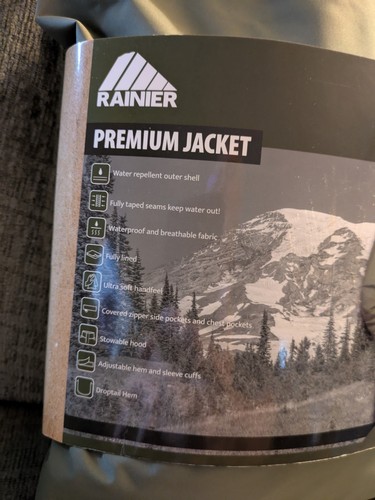 RAINIER
PREMIUM JACKET
Water repellent outer shell
Fully taped seams keep water out!
Waterproof and breathable fabric
Fully lined
Ultra soft handfeel
Covered zipper side pockets and chest pockets
Stowable hood
Adjustable hem and sleeve cuffs
Droptail Hem